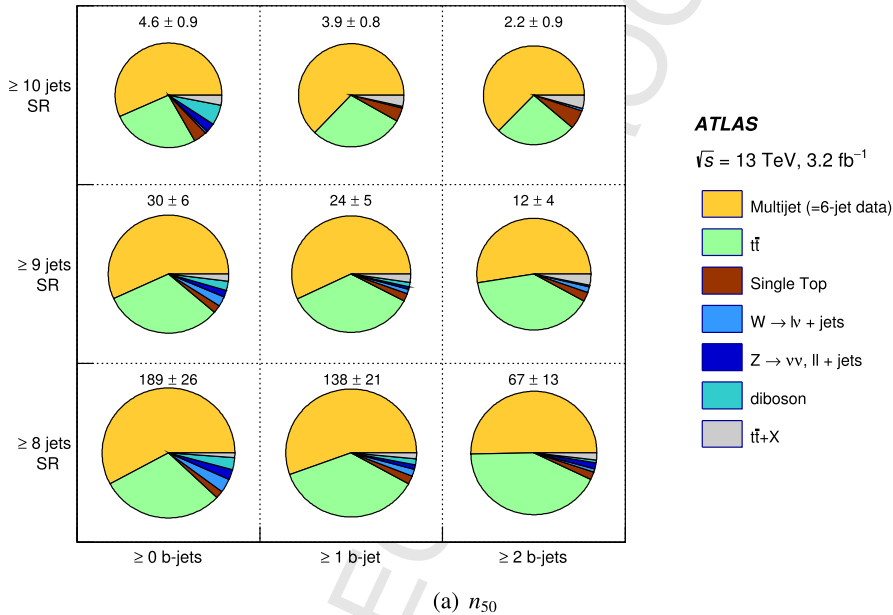 4.6 ± 0.9
3.9 ± 0.8
2.2 ± 0.9
≥ 10 jets
SR
30 ± 6
24 ± 5
12 ± 4
≥ 9 jets
SR
189 ± 26
138 ± 21
67 ± 13
≥ 8 jets
SR
≥ 0 b-jets
≥ 1 b-jet
≥ 2 b-jets
ATLAS
√s = 13 TeV, 3.2 fb⁻¹
Multijet (=6-jet data)
tt̄
Single Top
W → lν + jets
Z → νν, ll + jets
diboson
tt̄+X
(a) n₅₀